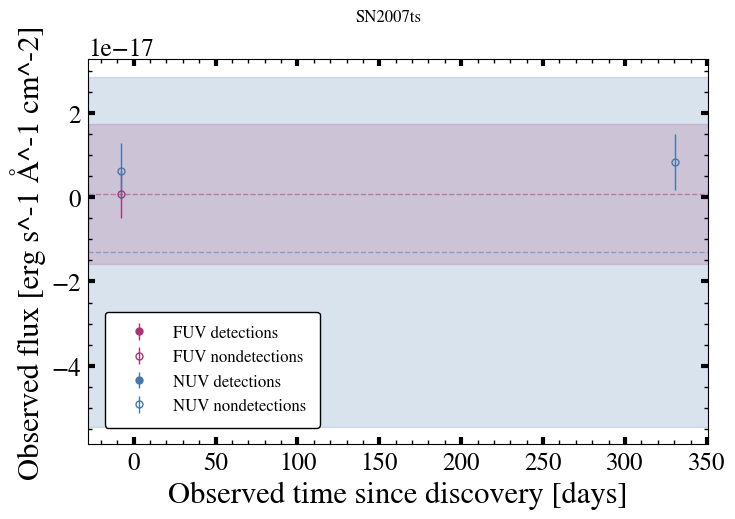 SN2007ts
1e−17
Observed flux [erg s^-1 Å^-1 cm^-2]
2
0
−2
−4
FUV detections
FUV nondetections
NUV detections
NUV nondetections
0 50 100 150 200 250 300 350
Observed time since discovery [days]